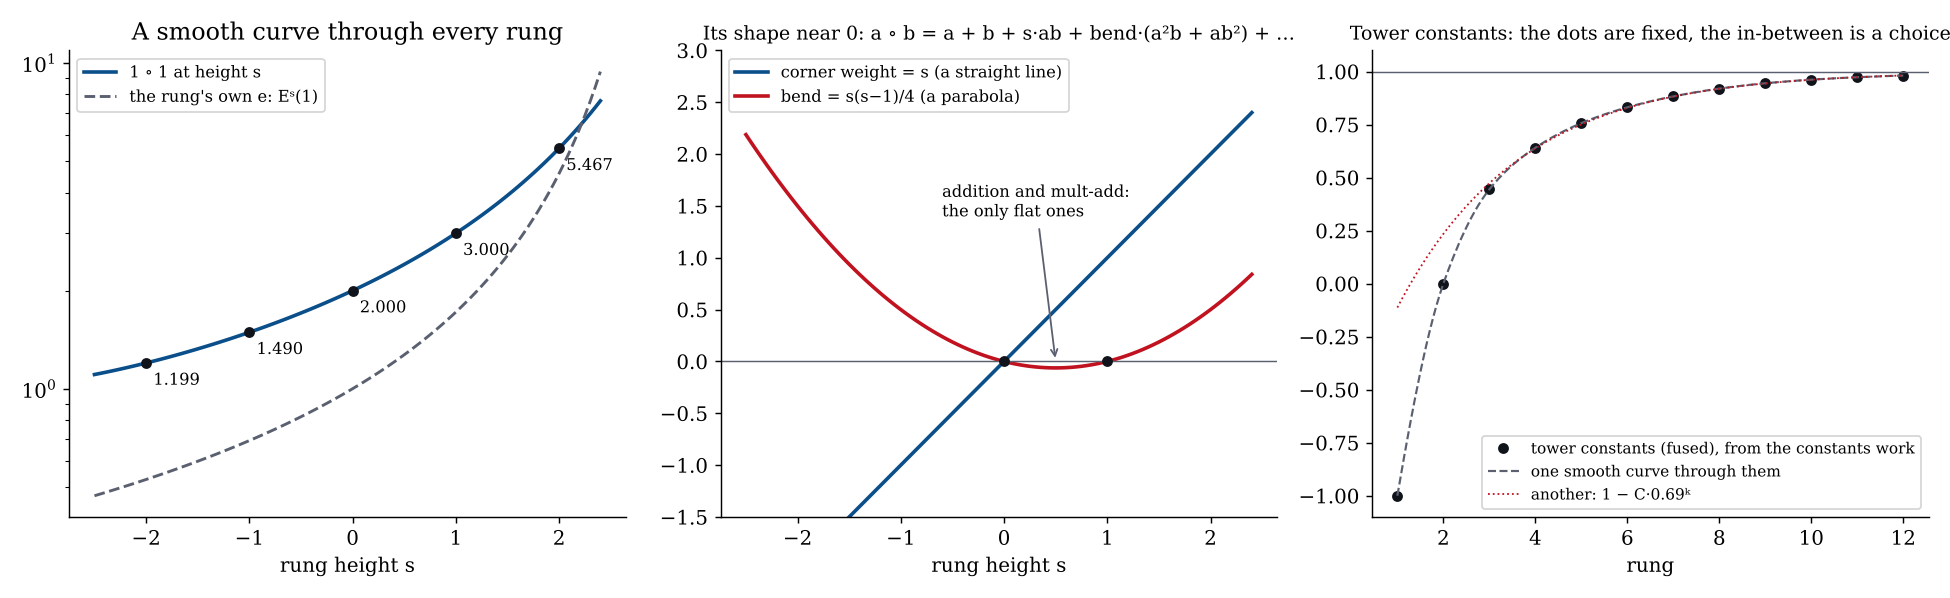 A smooth curve through every rung
1 ∘ 1 at height s
the rung's own e: Eˢ(1)
10¹
10⁰
5.467
3.000
2.000
1.490
1.199
−2
−1
0
1
2
rung height s
Its shape near 0: a ∘ b = a + b + s·ab + bend·(a²b + ab²) + …
corner weight = s (a straight line)
bend = s(s−1)/4 (a parabola)
addition and mult-add:
the only flat ones
3.0
2.5
2.0
1.5
1.0
0.5
0.0
−0.5
−1.0
−1.5
−2
−1
0
1
2
rung height s
Tower constants: the dots are fixed, the in-between is a choice
1.00
0.75
0.50
0.25
0.00
−0.25
−0.50
−0.75
−1.00
tower constants (fused), from the constants work
one smooth curve through them
another: 1 − C·0.69ᵏ
2
4
6
8
10
12
rung